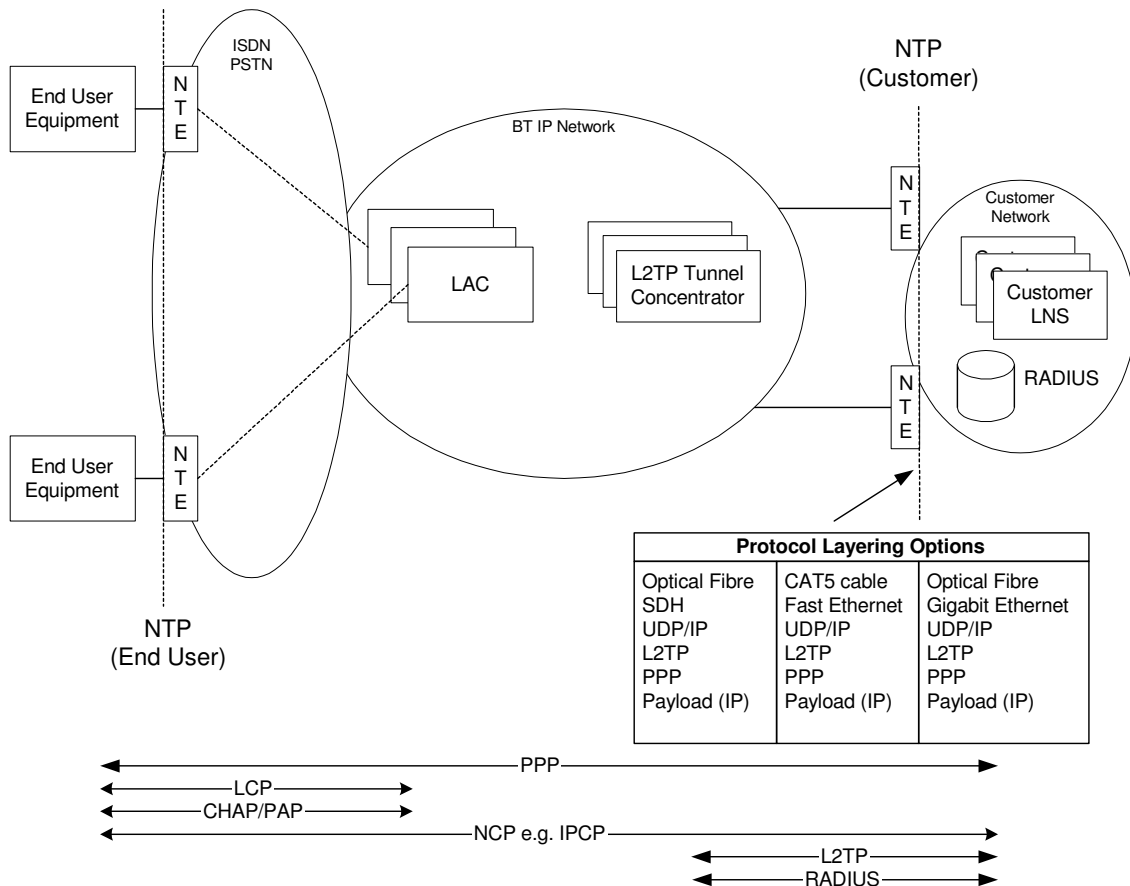 ISDN
PSTN
NTP
(Customer)
End User
Equipment
N
T
E
BT IP Network
N
T
E
Customer
Network
LAC
L2TP Tunnel
Concentrator
Customer
LNS
RADIUS
N
T
E
End User
Equipment
N
T
E
NTP
(End User)
Protocol Layering Options
Optical Fibre
SDH
UDP/IP
L2TP
PPP
Payload (IP)
CAT5 cable
Fast Ethernet
UDP/IP
L2TP
PPP
Payload (IP)
Optical Fibre
Gigabit Ethernet
UDP/IP
L2TP
PPP
Payload (IP)
PPP
LCP
CHAP/PAP
NCP e.g. IPCP
L2TP
RADIUS